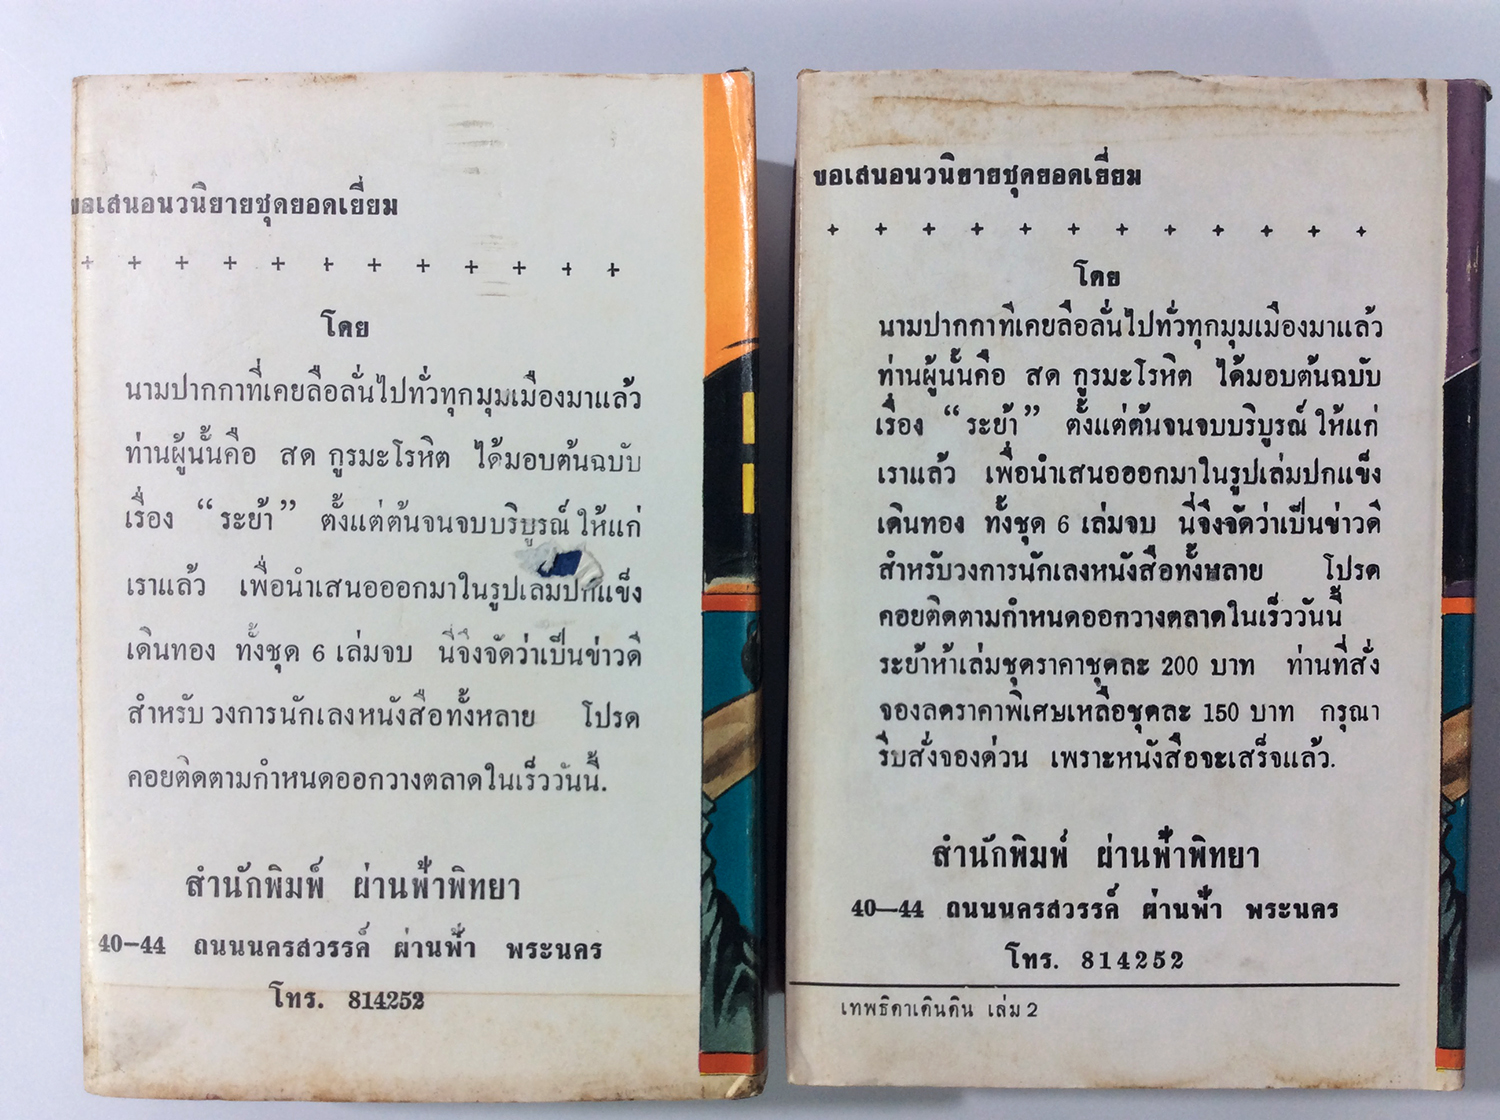 ขอเสนอนวนิยายชุดยอดเยี่ยม
+ + + + + + + + + + + +
โดย
นามปากกาที่เคยลือลั่นไปทั่วทุกมุมเมืองมาแล้ว
ท่านผู้นั้นคือ สด กูรมะโรหิต ได้มอบต้นฉบับ
เรื่อง “ระย้า” ตั้งแต่ต้นจนจบบริบูรณ์ ให้แก่
เราแล้ว เพื่อนำเสนอออกมาในรูปเล่มปกแข็ง
เดินทอง ทั้งชุด 6 เล่มจบ นี่จึงจัดว่าเป็นข่าวดี
สำหรับ วงการนักเลงหนังสือทั้งหลาย โปรด
คอยติดตามกำหนดออกวางตลาดในเร็ววันนี้.
สำนักพิมพ์ ผ่านฟ้าพิทยา
40-44 ถนนนครสวรรค์ ผ่านฟ้า พระนคร
โทร. 814252
ขอเสนอนวนิยายชุดยอดเยี่ยม
+ + + + + + + + + + + +
โดย
นามปากกาที่เคยลือลั่นไปทั่วทุกมุมเมืองมาแล้ว
ท่านผู้นั้นคือ สด กูรมะโรหิต ได้มอบต้นฉบับ
เรื่อง “ระย้า” ตั้งแต่ต้นจนจบบริบูรณ์ ให้แก่
เราแล้ว เพื่อนำเสนอออกมาในรูปเล่มปกแข็ง
เดินทอง ทั้งชุด 6 เล่มจบ นี่จึงจัดว่าเป็นข่าวดี
สำหรับวงการนักเลงหนังสือทั้งหลาย โปรด
คอยติดตามกำหนดออกวางตลาดในเร็ววันนี้
ระย้าห้าเล่มชุดราคาชุดละ 200 บาท ท่านที่สั่ง
จองลดราคาพิเศษเหลือชุดละ 150 บาท กรุณา
รีบสั่งจองด่วน เพราะหนังสือจะเสร็จแล้ว.
สำนักพิมพ์ ผ่านฟ้าพิทยา
40—44 ถนนนครสวรรค์ ผ่านฟ้า พระนคร
โทร. 814252
เทพธิดาเดินดิน เล่ม 2